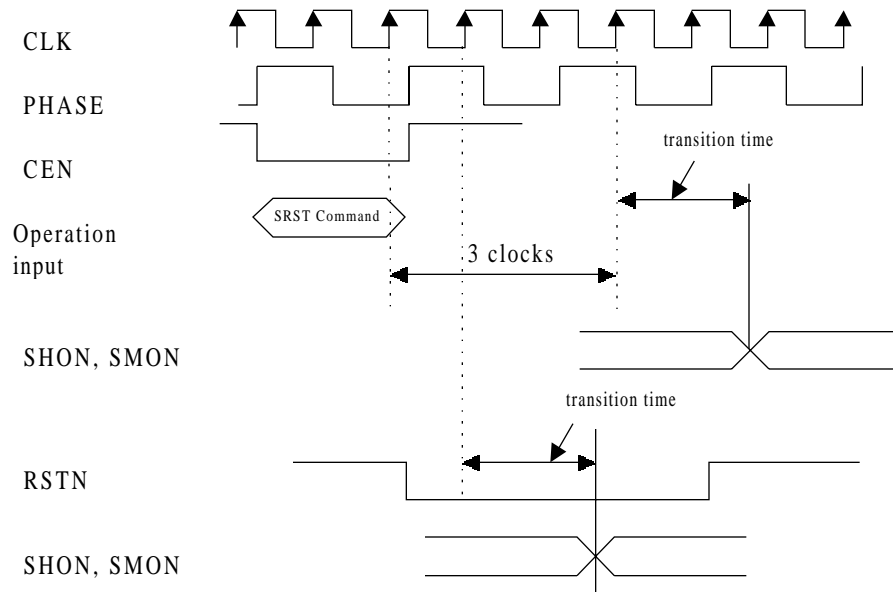 CLK
PHASE
transition time
CEN
SRST Command
Operation
input
3 clocks
SHON, SMON
transition time
RSTN
SHON, SMON